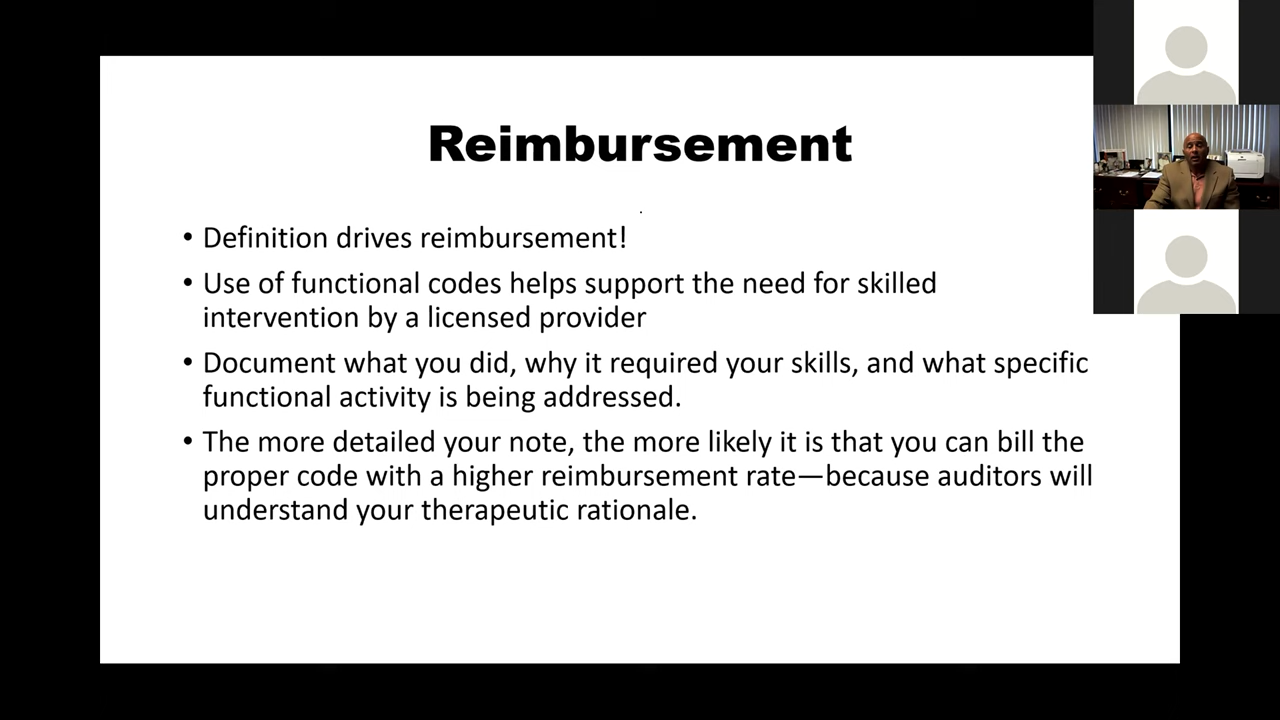 Reimbursement
• Definition drives reimbursement!
• Use of functional codes helps support the need for skilled
intervention by a licensed provider
• Document what you did, why it required your skills, and what specific
functional activity is being addressed.
• The more detailed your note, the more likely it is that you can bill the
proper code with a higher reimbursement rate—because auditors will
understand your therapeutic rationale.